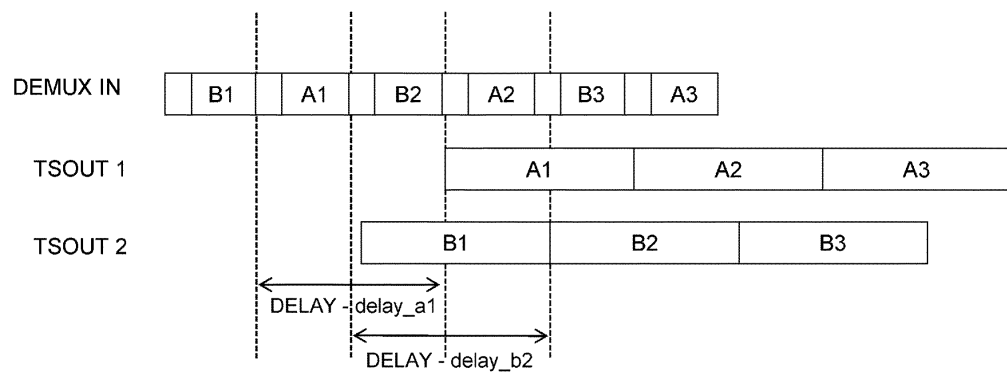 DEMUX IN B1 A1 B2 A2 B3 A3
TSOUT 1 A1 A2 A3
TSOUT 2 B1 B2 B3
DELAY - delay_a1
DELAY - delay_b2